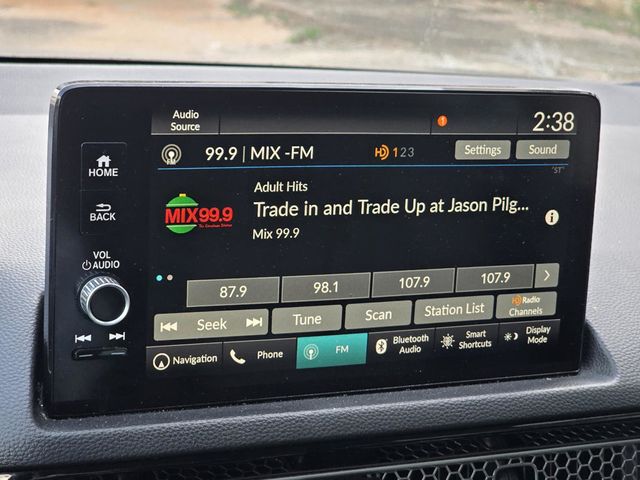 Audio
Source
1
2:38
99.9 | MIX -FM
HD 1 2 3
Settings
Sound
"ST"
HOME
BACK
VOL
AUDIO
MIX99.9
Adult Hits
Trade in and Trade Up at Jason Pilg...
Mix 99.9
i
87.9
98.1
107.9
107.9
Seek
Tune
Scan
Station List
HD Radio
Channels
Navigation
Phone
FM
Bluetooth
Audio
Smart
Shortcuts
Display
Mode